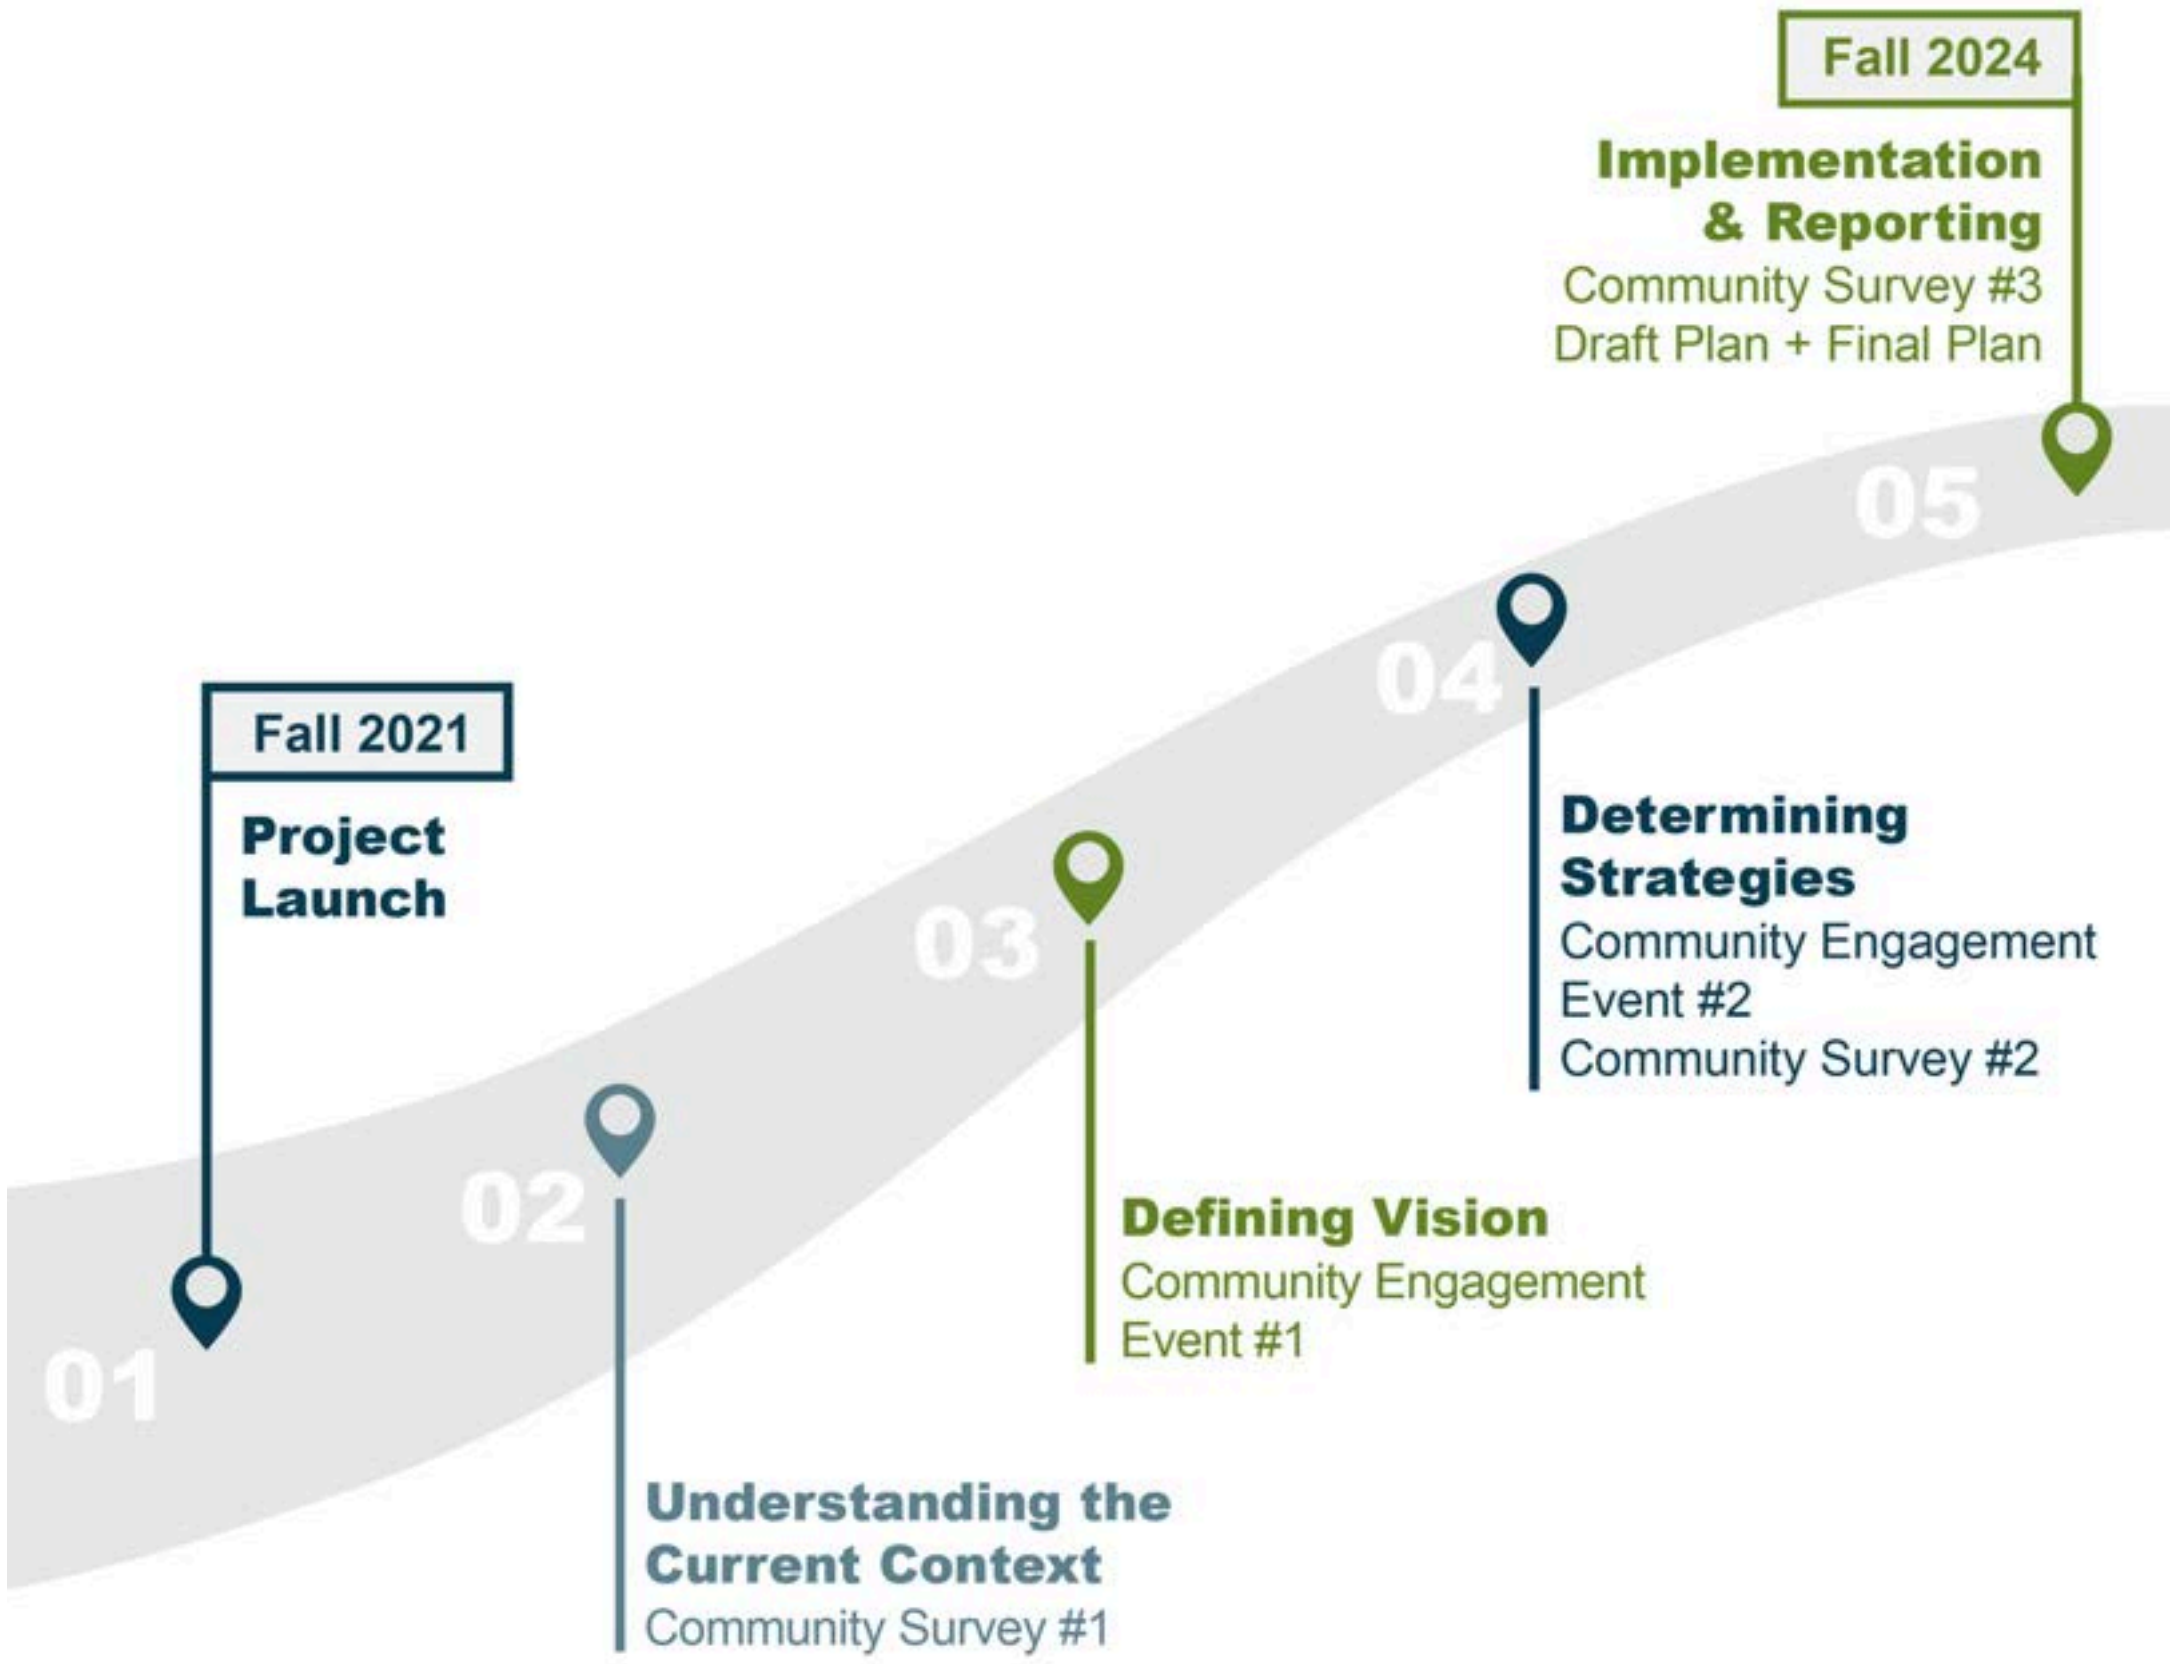 01
Fall 2021
Project
Launch
02
Understanding the
Current Context
Community Survey #1
03
Defining Vision
Community Engagement
Event #1
04
Determining
Strategies
Community Engagement
Event #2
Community Survey #2
05
Fall 2024
Implementation
& Reporting
Community Survey #3
Draft Plan + Final Plan